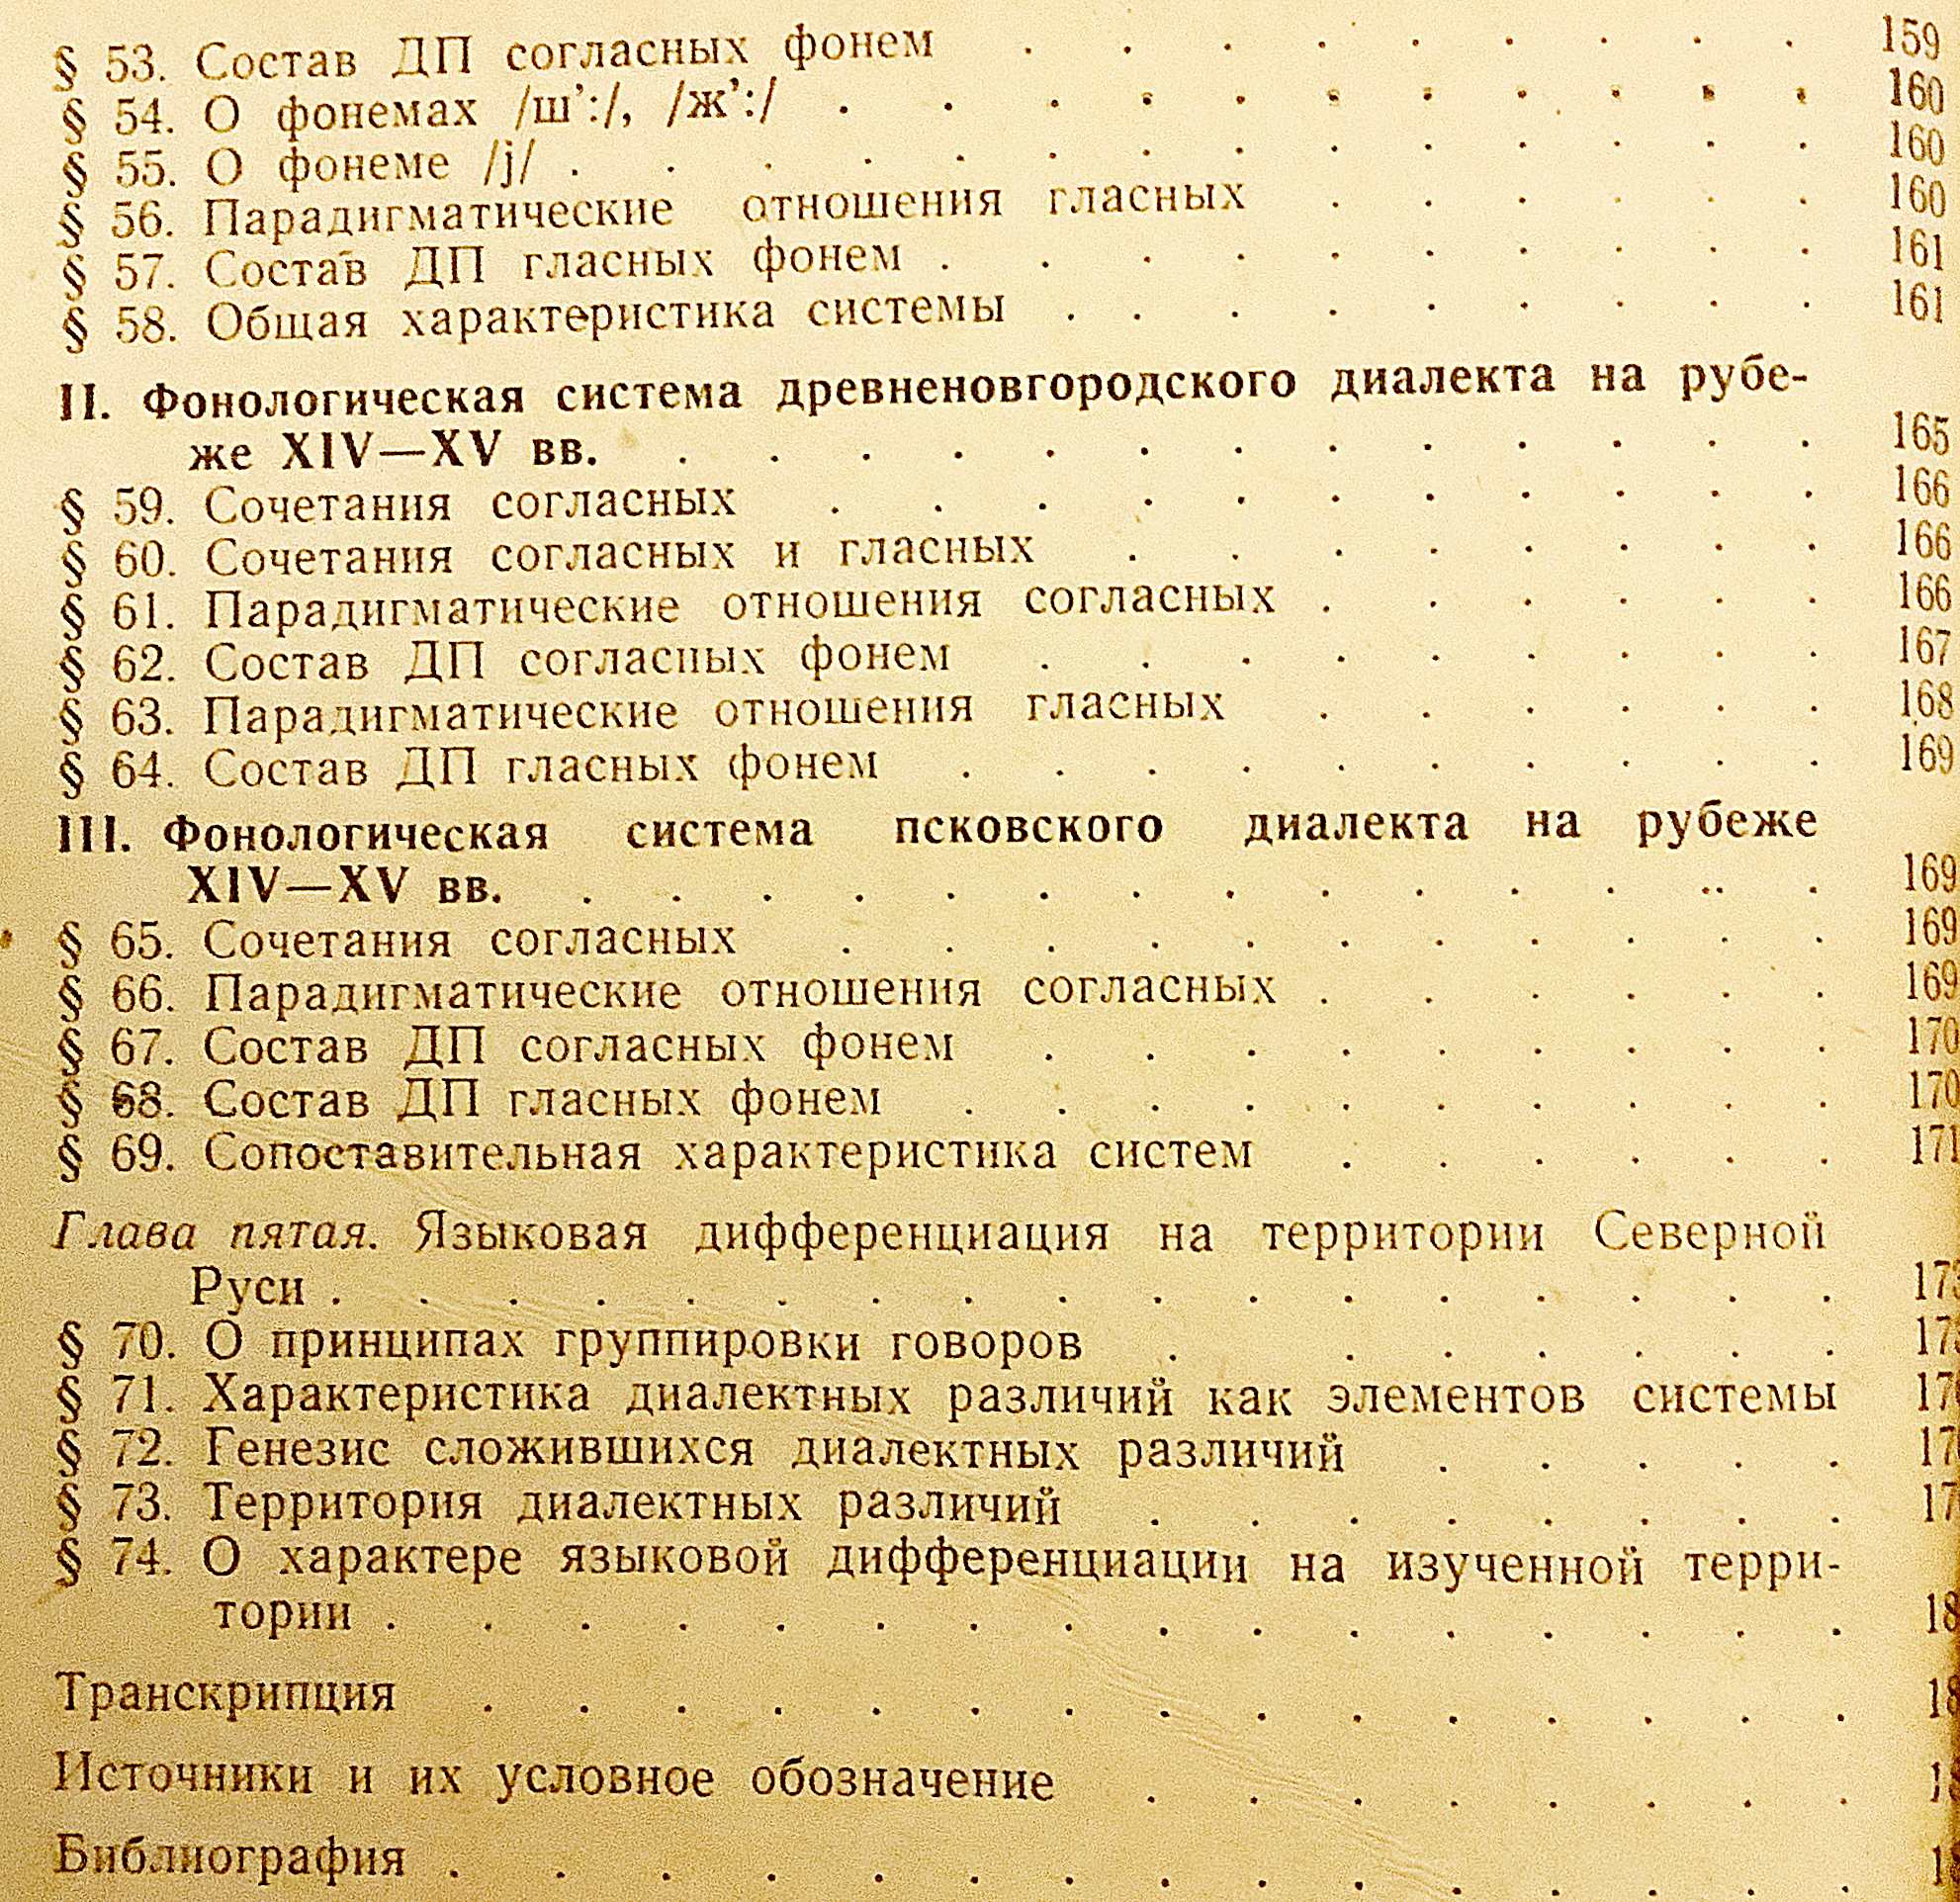 § 53. Состав ДП согласных фонем . . . . . . . . . 159
§ 54. О фонемах /ш’:/, /ж’:/ . . . . . . . . . . . 160
§ 55. О фонеме /j/ . . . . . . . . . . . . . . 160
§ 56. Парадигматические отношения гласных . . . . . . 160
§ 57. Состав ДП гласных фонем . . . . . . . . . . 161
§ 58. Общая характеристика системы . . . . . . . . . 161
II. Фонологическая система древненовгородского диалекта на рубе-
же XIV—XV вв. . . . . . . . . . . . . . 165
§ 59. Сочетания согласных . . . . . . . . . . . 166
§ 60. Сочетания согласных и гласных . . . . . . . . 166
§ 61. Парадигматические отношения согласных . . . . . . 166
§ 62. Состав ДП согласных фонем . . . . . . . . . 167
§ 63. Парадигматические отношения гласных . . . . . . 168
§ 64. Состав ДП гласных фонем . . . . . . . . . . 169
III. Фонологическая система псковского диалекта на рубеже
XIV—XV вв. . . . . . . . . . . . . . . . 169
§ 65. Сочетания согласных . . . . . . . . . . . 169
§ 66. Парадигматические отношения согласных . . . . . . 169
§ 67. Состав ДП согласных фонем . . . . . . . . . 170
§ 68. Состав ДП гласных фонем . . . . . . . . . . 170
§ 69. Сопоставительная характеристика систем . . . . . . 171
Глава пятая. Языковая дифференциация на территории Северной
Руси . . . . . . . . . . . . . . . . .
§ 70. О принципах группировки говоров . . . . . . .
§ 71. Характеристика диалектных различий как элементов системы
§ 72. Генезис сложившихся диалектных различий . . . . .
§ 73. Территория диалектных различий . . . . . . . .
§ 74. О характере языковой дифференциации на изученной терри-
тории . . . . . . . . . . . . . . . .
Транскрипция . . . . . . . . . . . . . . .
Источники и их условное обозначение . . . . . . . .
Библиография . . . . . . . . . . . . . .